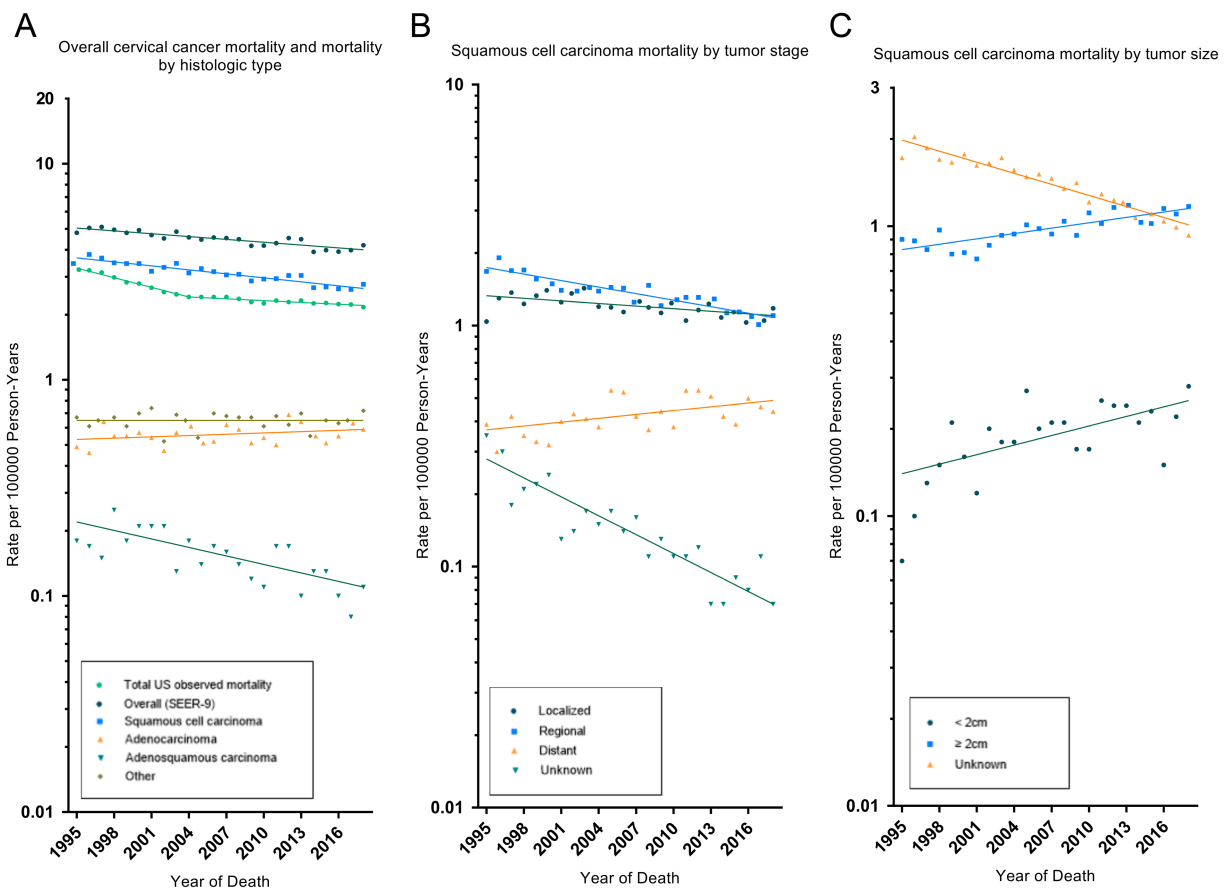 A
Overall cervical cancer mortality and mortality
by histologic type
Rate per 100000 Person-Years
20
10
1
0.1
0.01
Total US observed mortality
Overall (SEER-9)
Squamous cell carcinoma
Adenocarcinoma
Adenosquamous carcinoma
Other
1995
1998
2001
2004
2007
2010
2013
2016
Year of Death
B
Squamous cell carcinoma mortality by tumor stage
Rate per 100000 Person-Years
10
1
0.1
0.01
Localized
Regional
Distant
Unknown
1995
1998
2001
2004
2007
2010
2013
2016
Year of Death
C
Squamous cell carcinoma mortality by tumor size
Rate per 100000 Person-Years
3
1
0.1
0.01
< 2cm
≥ 2cm
Unknown
1995
1998
2001
2004
2007
2010
2013
2016
Year of Death